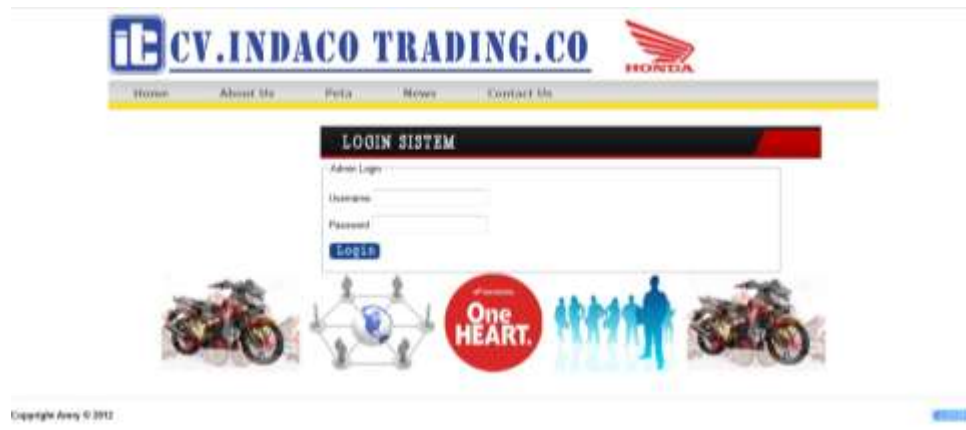 CV.INDACO TRADING.CO
HONDA
Home About Us Peta News Contact Us
LOGIN SISTEM
Admin Login
Username
Password
Login
One
HEART.
Copyright © 2012